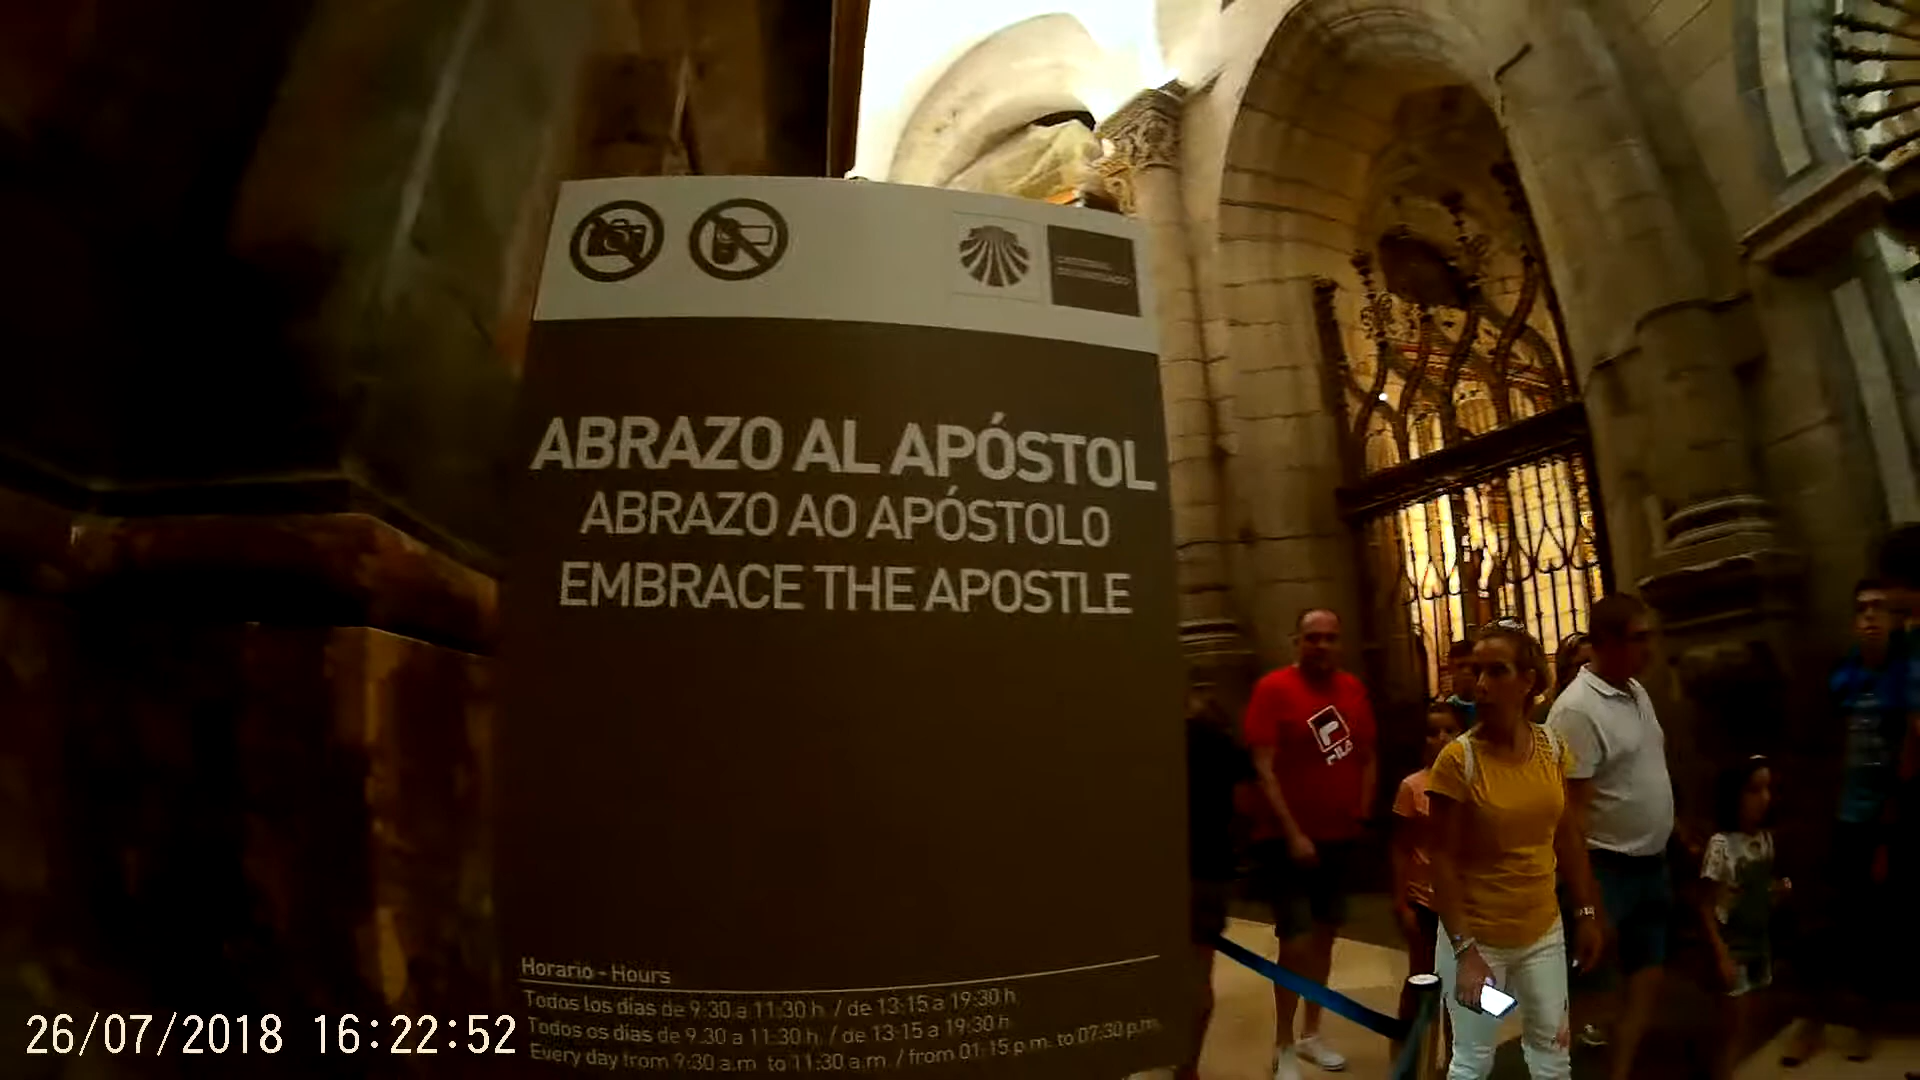 ABRAZO AL APÓSTOL
ABRAZO AO APÓSTOLO
EMBRACE THE APOSTLE
FILA
Horario - Hours
Todos los días de 9:30 a 11:30 h. / de 13:15 a 19:30 h.
Todos os días de 9:30 a 11:30 h. / de 13:15 a 19:30 h.
Every day from 9:30 a.m. to 11:30 a.m. / from 01:15 p.m. to 07:30 p.m.
26/07/2018 16:22:52